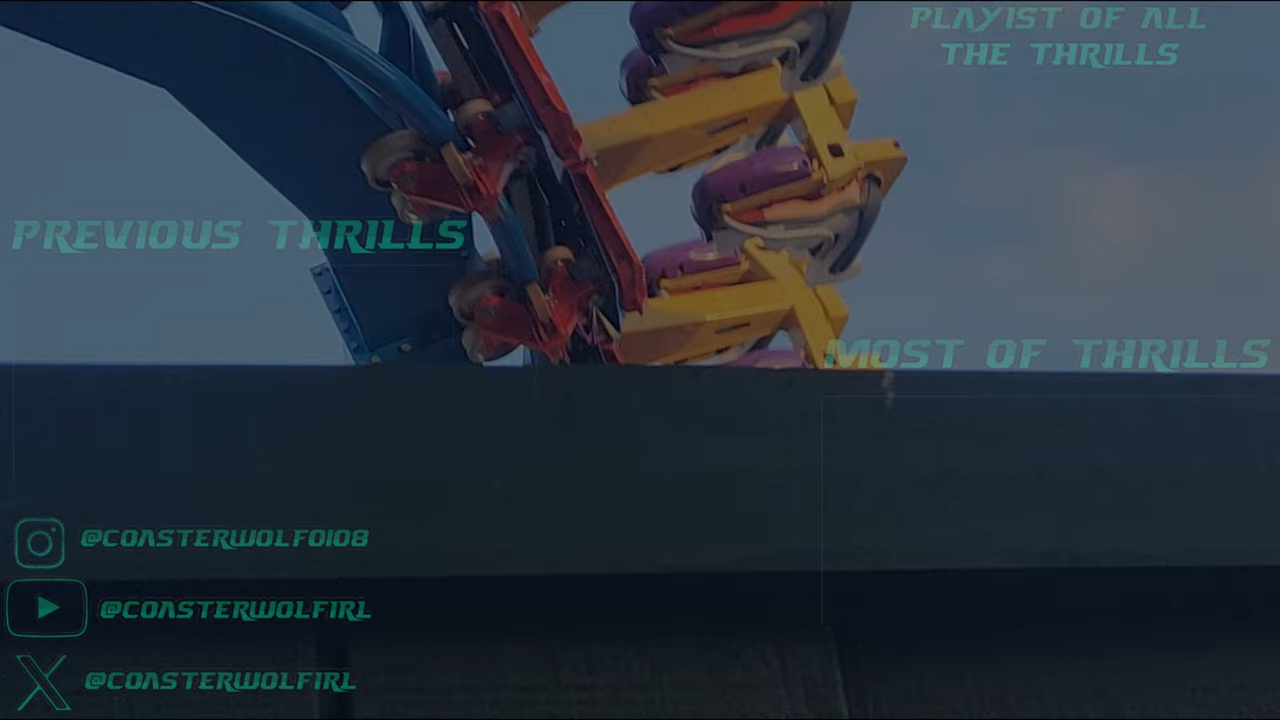 PLAYIST OF ALL
THE THRILLS
PREVIOUS THRILLS
MOST OF THRILLS
@COASTERWOLF0108
@COASTERWOLFIRL
@COASTERWOLFIRL